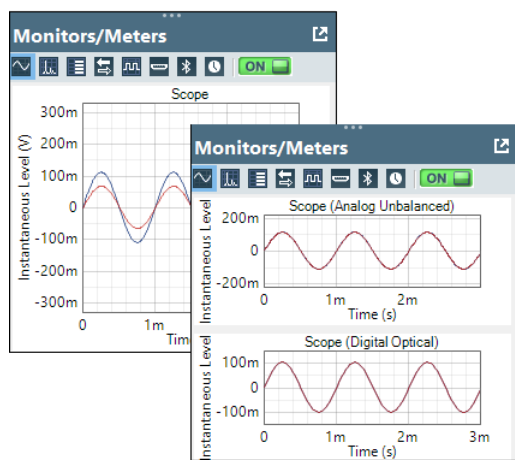 Monitors/Meters
ON
Scope
Instantaneous Level (V)
300m
200m
100m
0
-100m
-200m
-300m
0
1m
Time
Monitors/Meters
ON
Scope (Analog Unbalanced)
Instantaneous Level
200m
0
-200m
0
1m
2m
Time (s)
Scope (Digital Optical)
Instantaneous Level
100m
0
-100m
0
1m
2m
3m
Time (s)